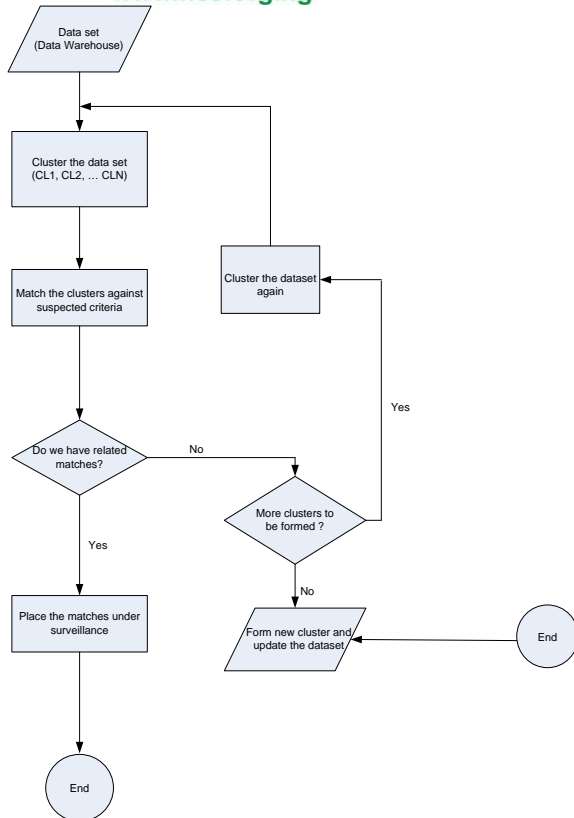 Data set
(Data Warehouse)
Cluster the data set
(CL1, CL2, ... CLN)
Cluster the dataset
again
Match the clusters against
suspected criteria
Yes
Do we have related
matches?
No
More clusters to
be formed ?
Yes
No
Place the matches under
surveillance
Form new cluster and
update the dataset
End
End